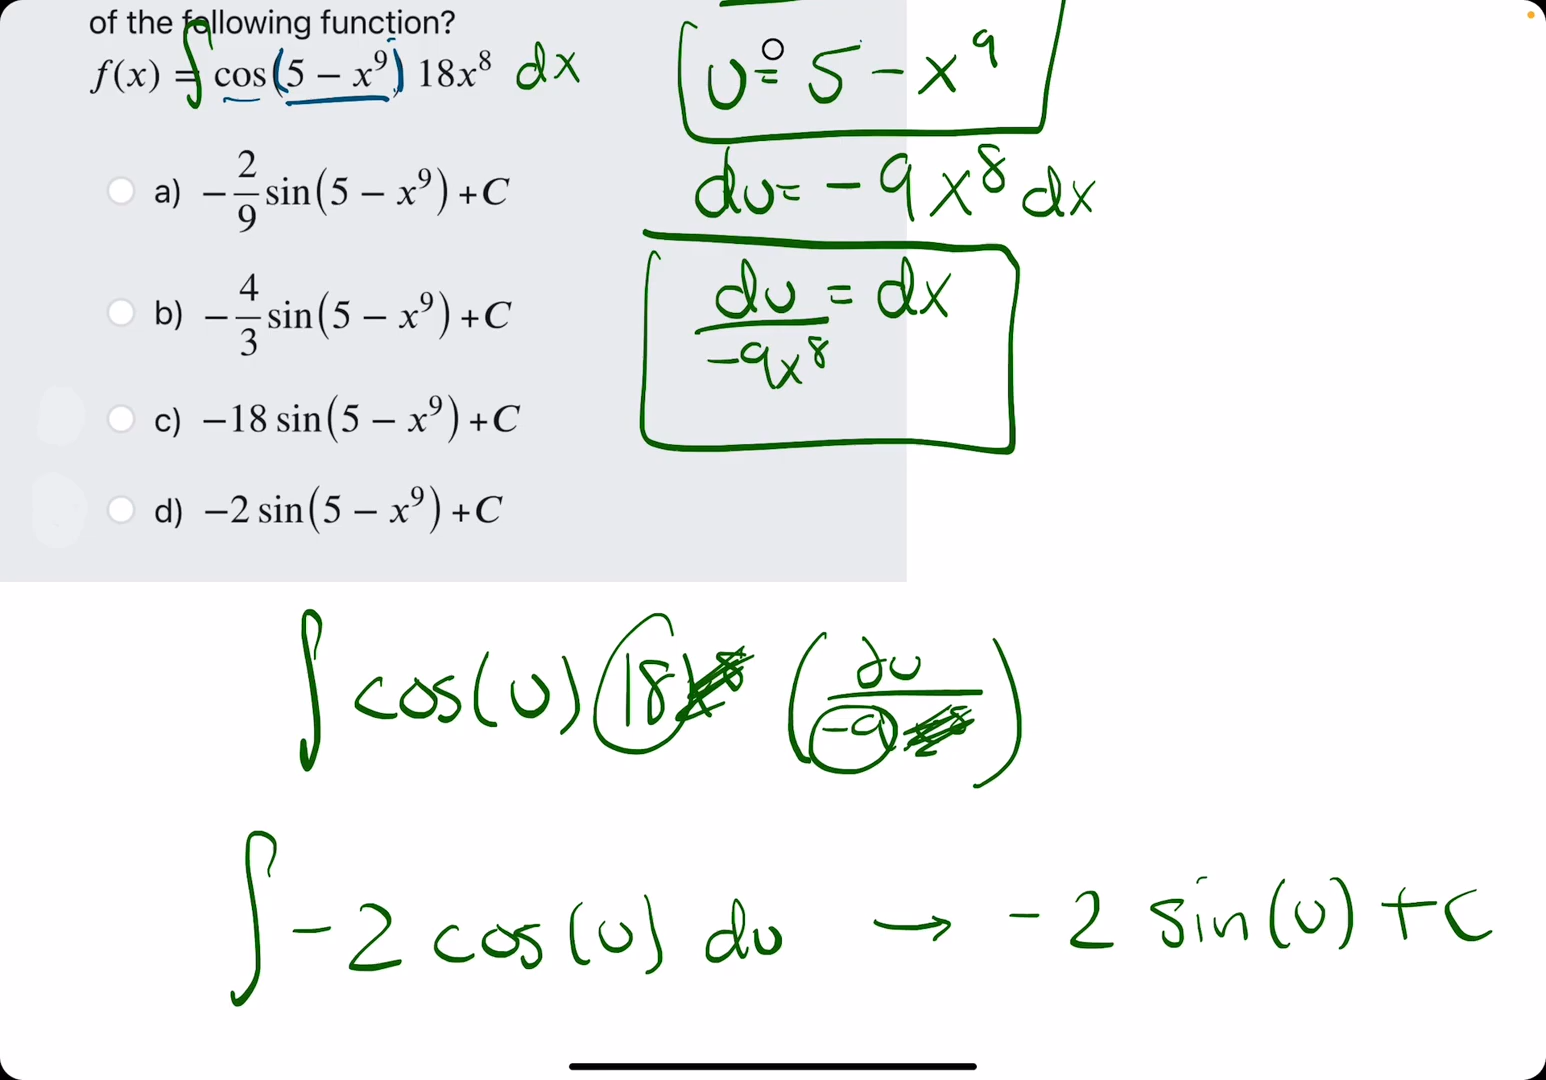 of the following function?
f(x) = ∫ cos(5 − x⁹) 18x⁸ dx
a) −2/9 sin(5 − x⁹) +C
b) −4/3 sin(5 − x⁹) +C
c) −18 sin(5 − x⁹) +C
d) −2 sin(5 − x⁹) +C
u = 5 − x⁹
du = −9x⁸ dx
du/−9x⁸ = dx
∫ cos(u) 18x⁸ (du/−9x⁸)
∫ −2 cos(u) du → −2 sin(u) + C